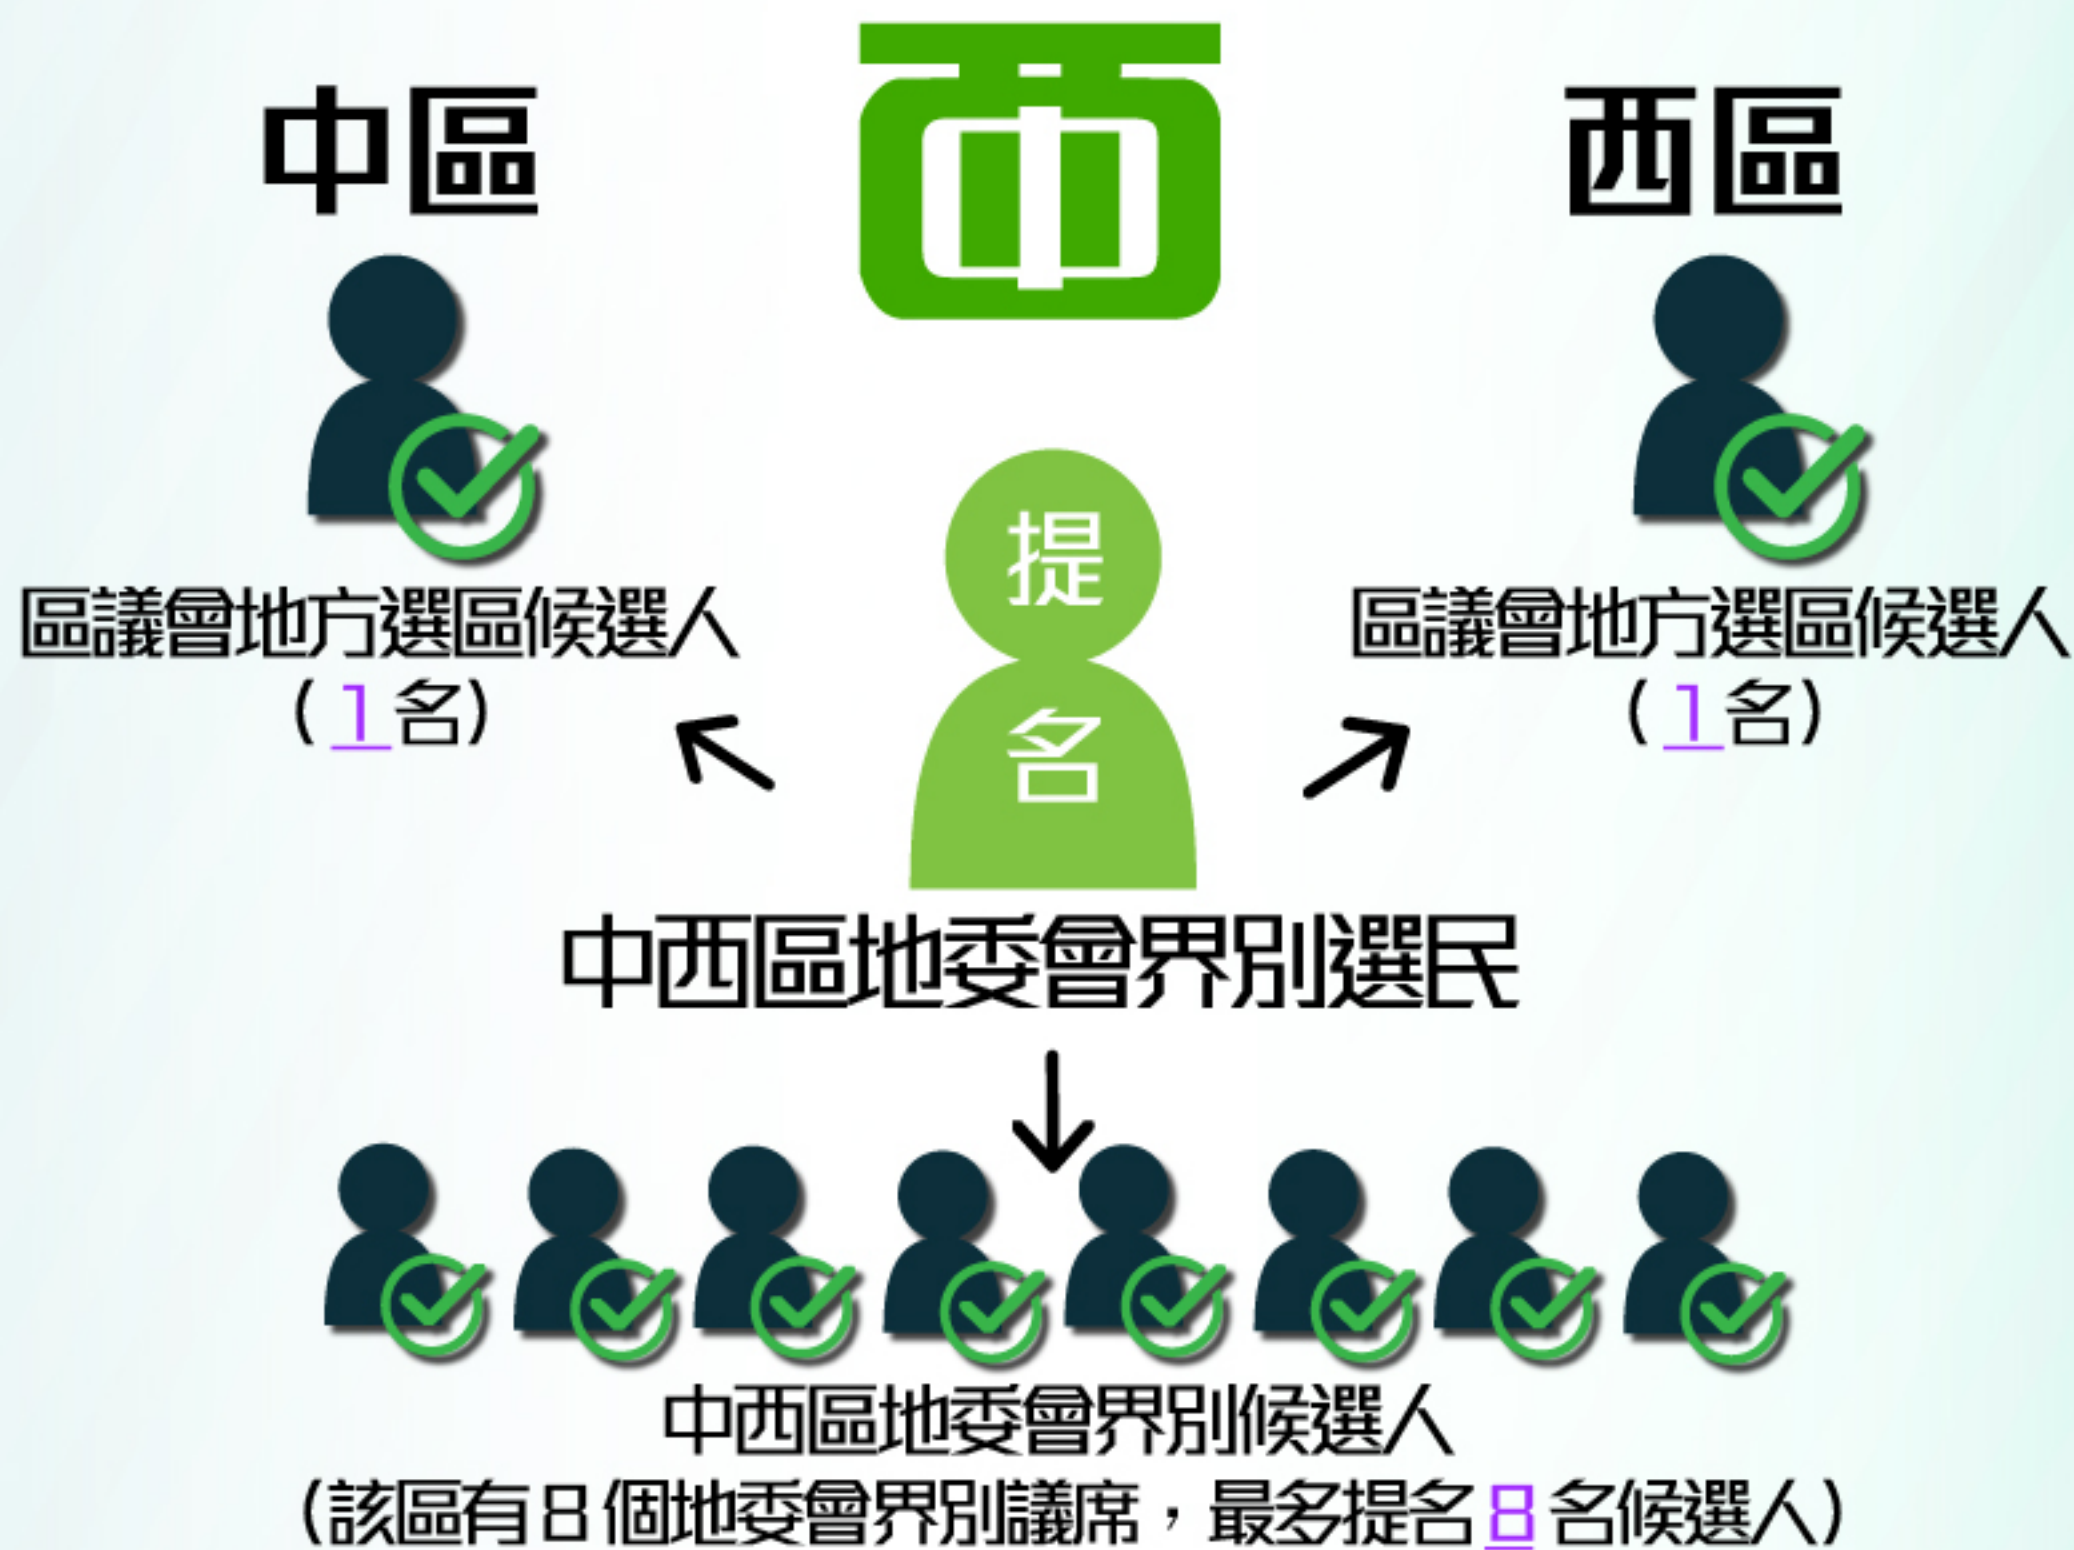 中區
西區
區議會地方選區候選人
(1名)
區議會地方選區候選人
(1名)
提
名
中西區地委會界別選民
中西區地委會界別候選人
(該區有8個地委會界別議席，最多提名8名候選人)